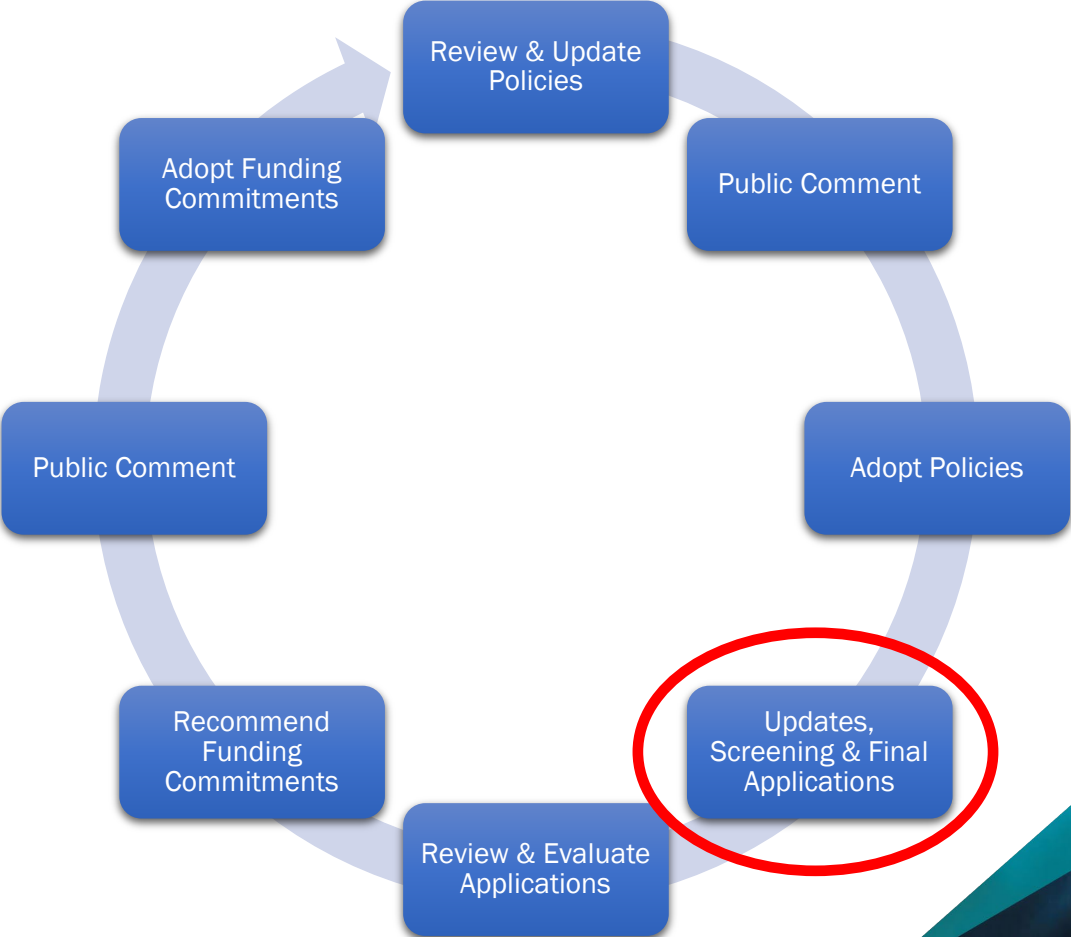 Review & Update
Policies
Public Comment
Adopt Policies
Updates,
Screening & Final
Applications
Review & Evaluate
Applications
Recommend
Funding
Commitments
Public Comment
Adopt Funding
Commitments